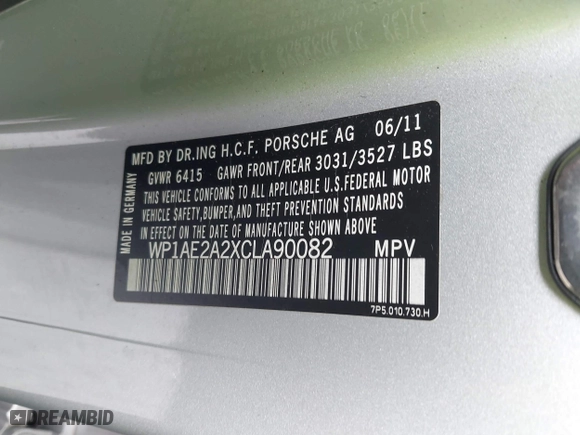 MFD BY DR.ING H.C.F. PORSCHE AG 06/11
GVWR 6415 GAWR FRONT/REAR 3031/3527 LBS
THIS VEHICLE CONFORMS TO ALL APPLICABLE U.S.FEDERAL MOTOR
VEHICLE SAFETY,BUMPER,AND THEFT PREVENTION STANDARDS
IN EFFECT ON THE DATE OF MANUFACTURE SHOWN ABOVE
WP1AE2A2XCLA90082 MPV
7P5.010.730.H
MADE IN GERMANY
DREAMBID